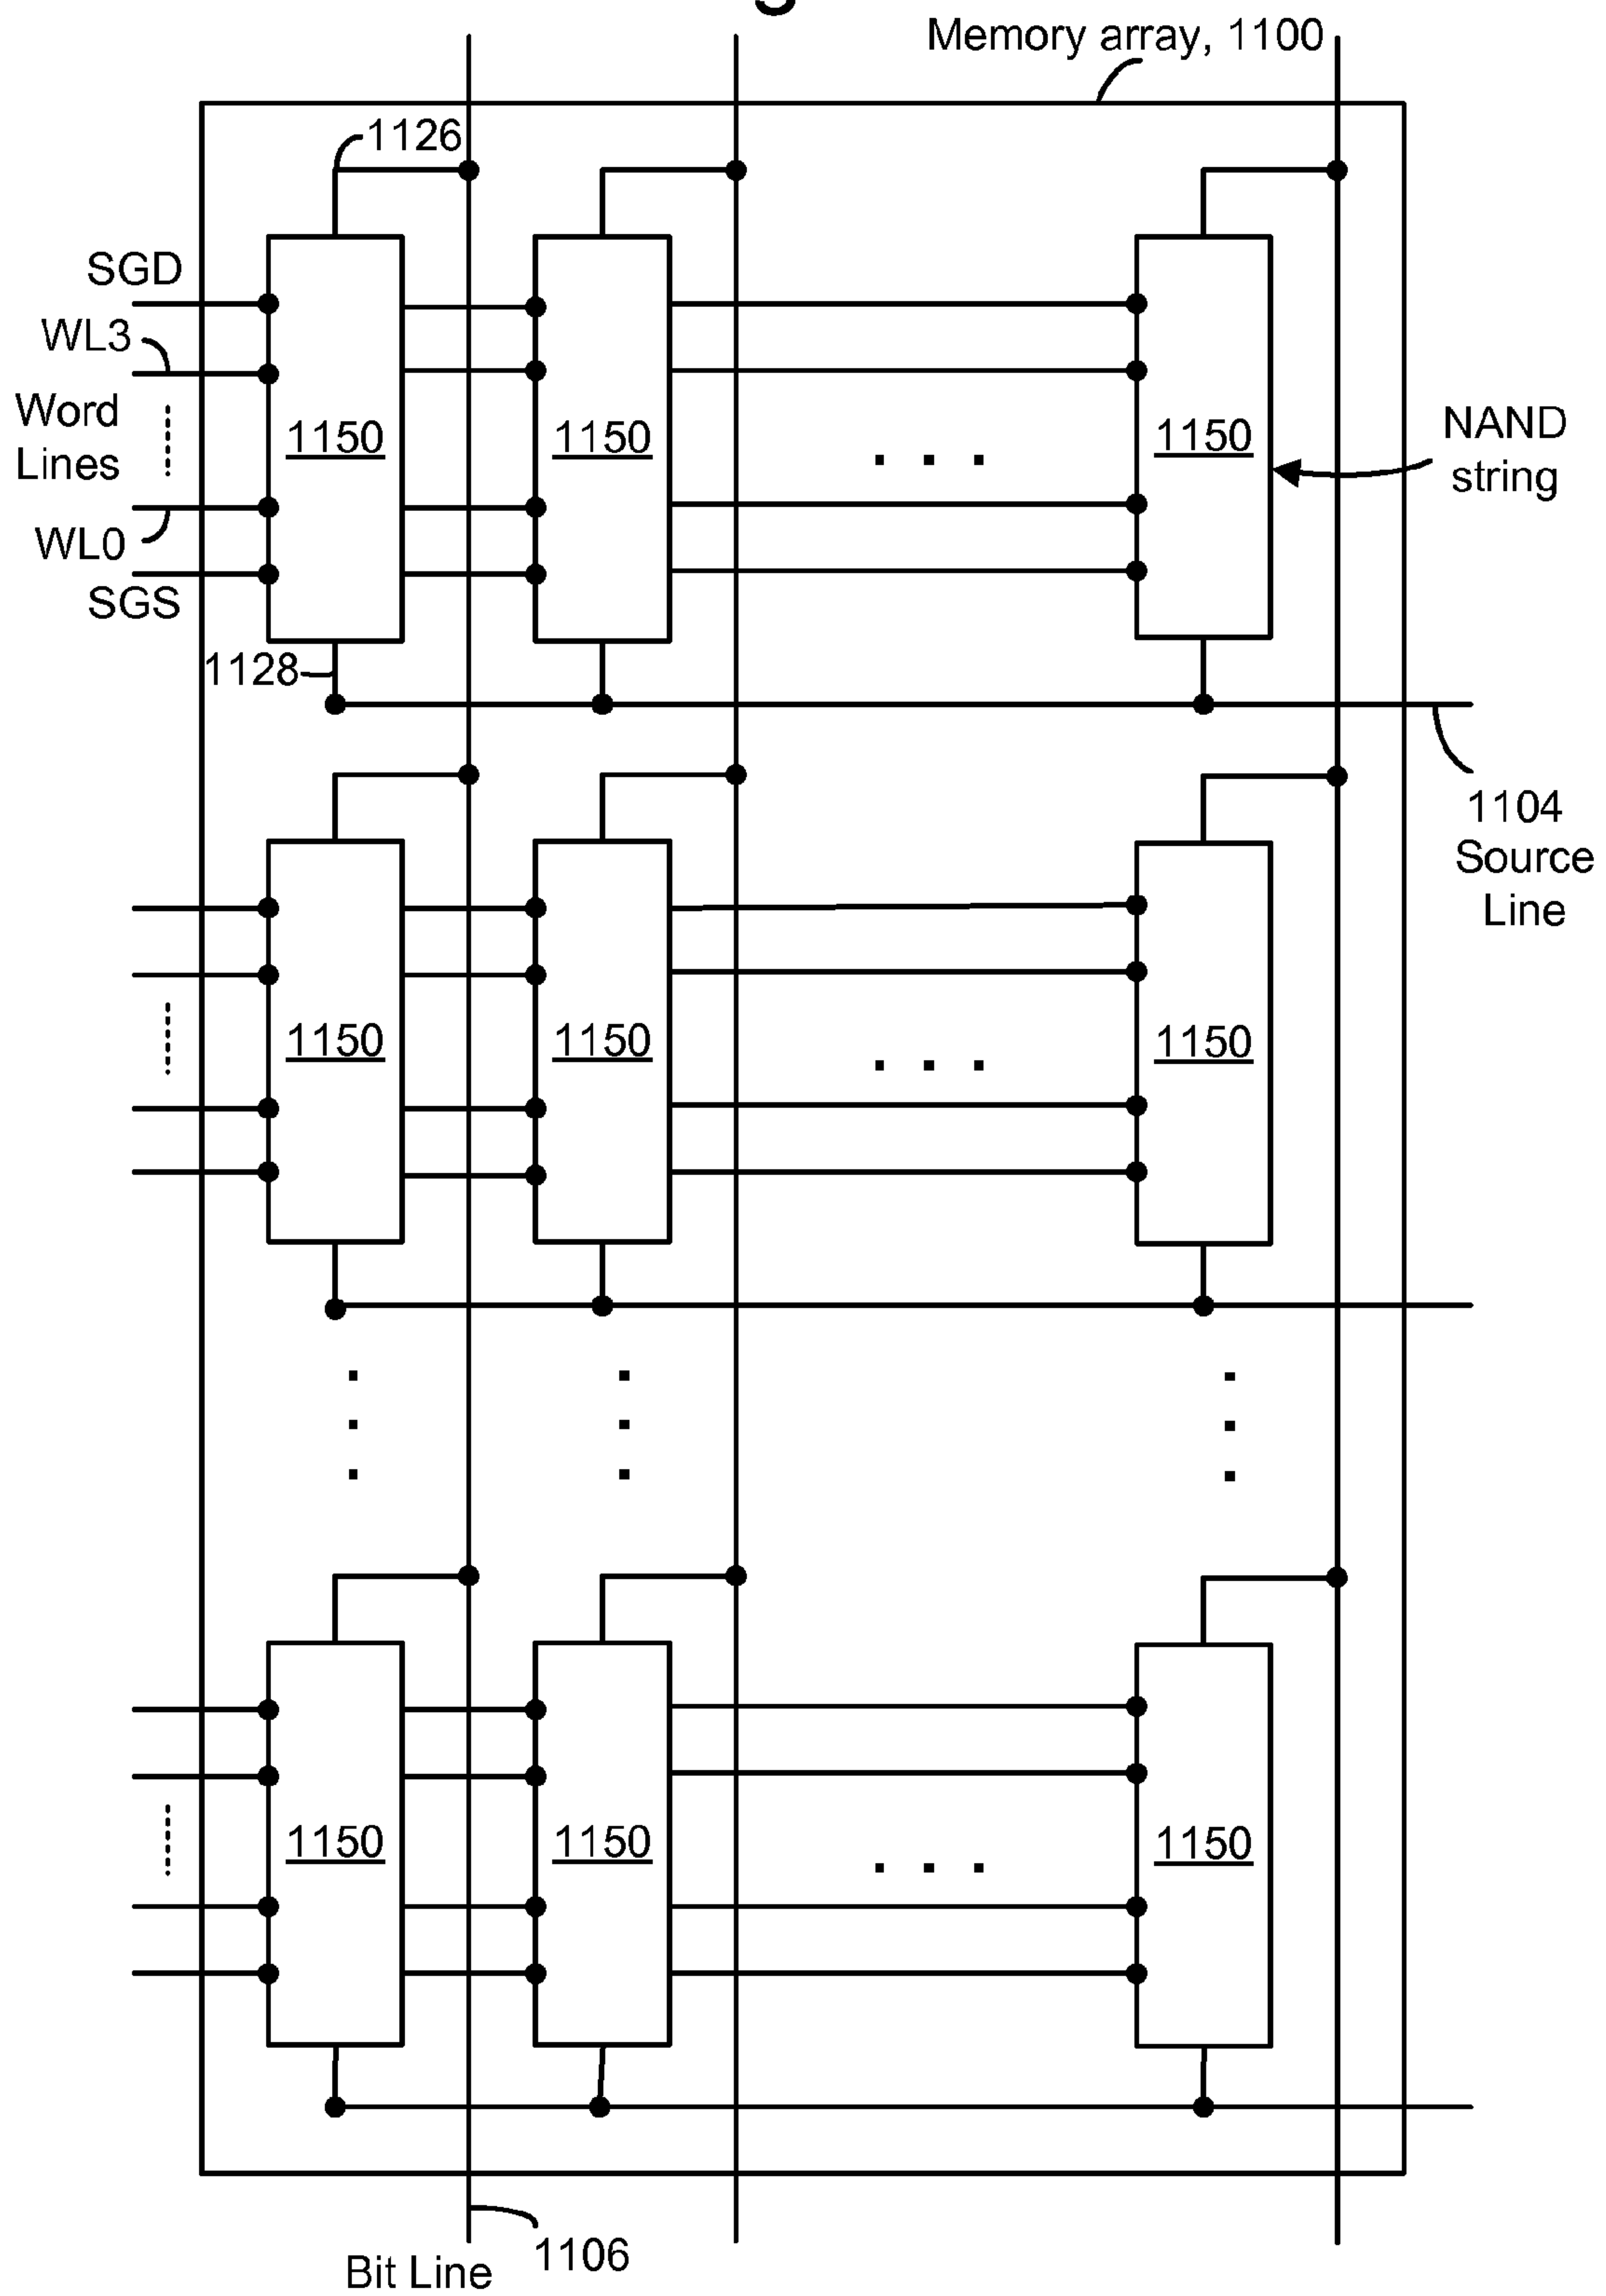 Memory array, 1100
1126
SGD
WL3
Word
Lines
WL0
SGS
1150
1150
1150
NAND
string
1128
1104
Source
Line
1150
1150
1150
1150
1150
1150
1106
Bit Line